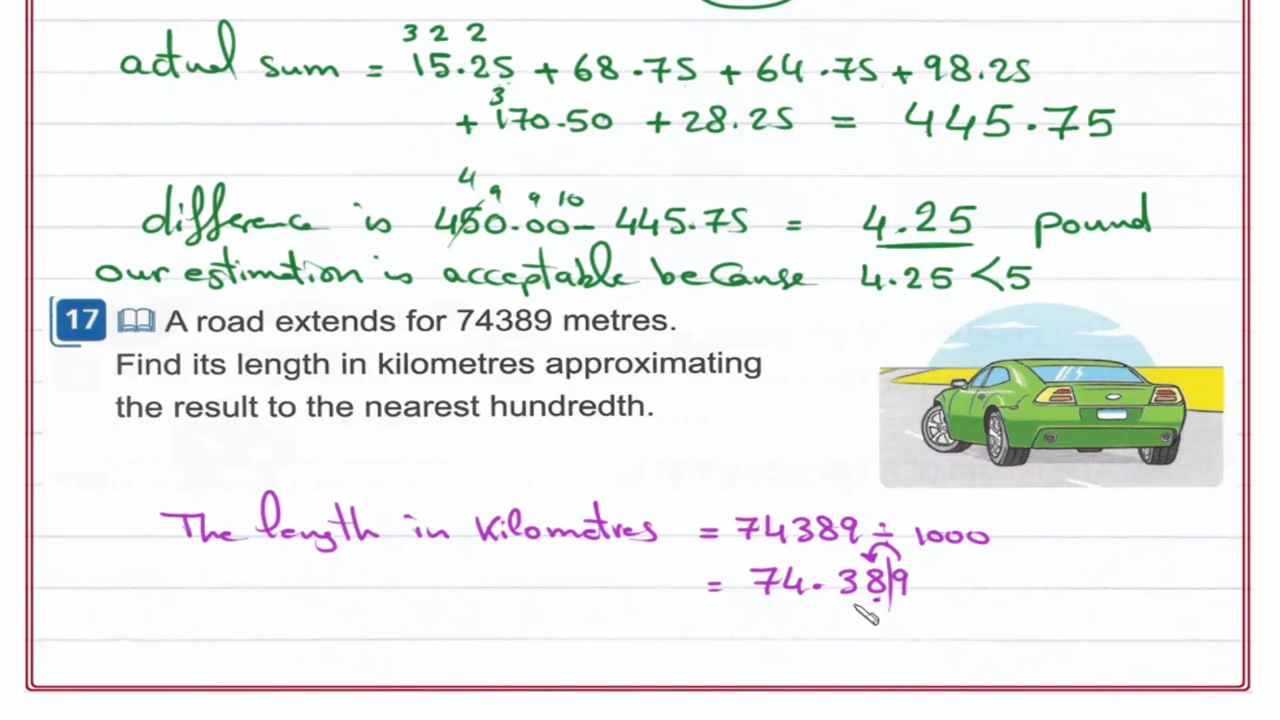 3 2 2
actual sum = 15.25 + 68.75 + 64.75 + 98.25
3
+ 170.50 + 28.25 = 445.75
4 9 9 10
difference is 450.00 - 445.75 = 4.25 pound
our estimation is acceptable because 4.25 < 5
17 A road extends for 74389 metres.
Find its length in kilometres approximating
the result to the nearest hundredth.
The length in Kilometres = 74389 ÷ 1000
= 74.38|9